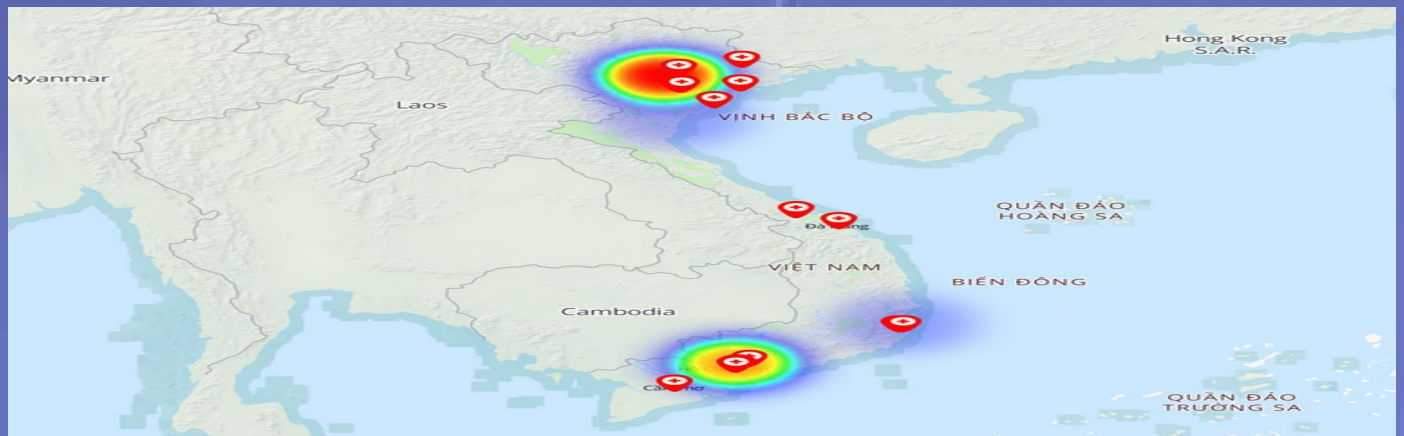 Hong Kong
S.A.R.
Myanmar
Laos
VỊNH BẮC BỘ
QUẦN ĐẢO
HOÀNG SA
VIỆT NAM
BIỂN ĐÔNG
Cambodia
QUẦN ĐẢO
TRƯỜNG SA